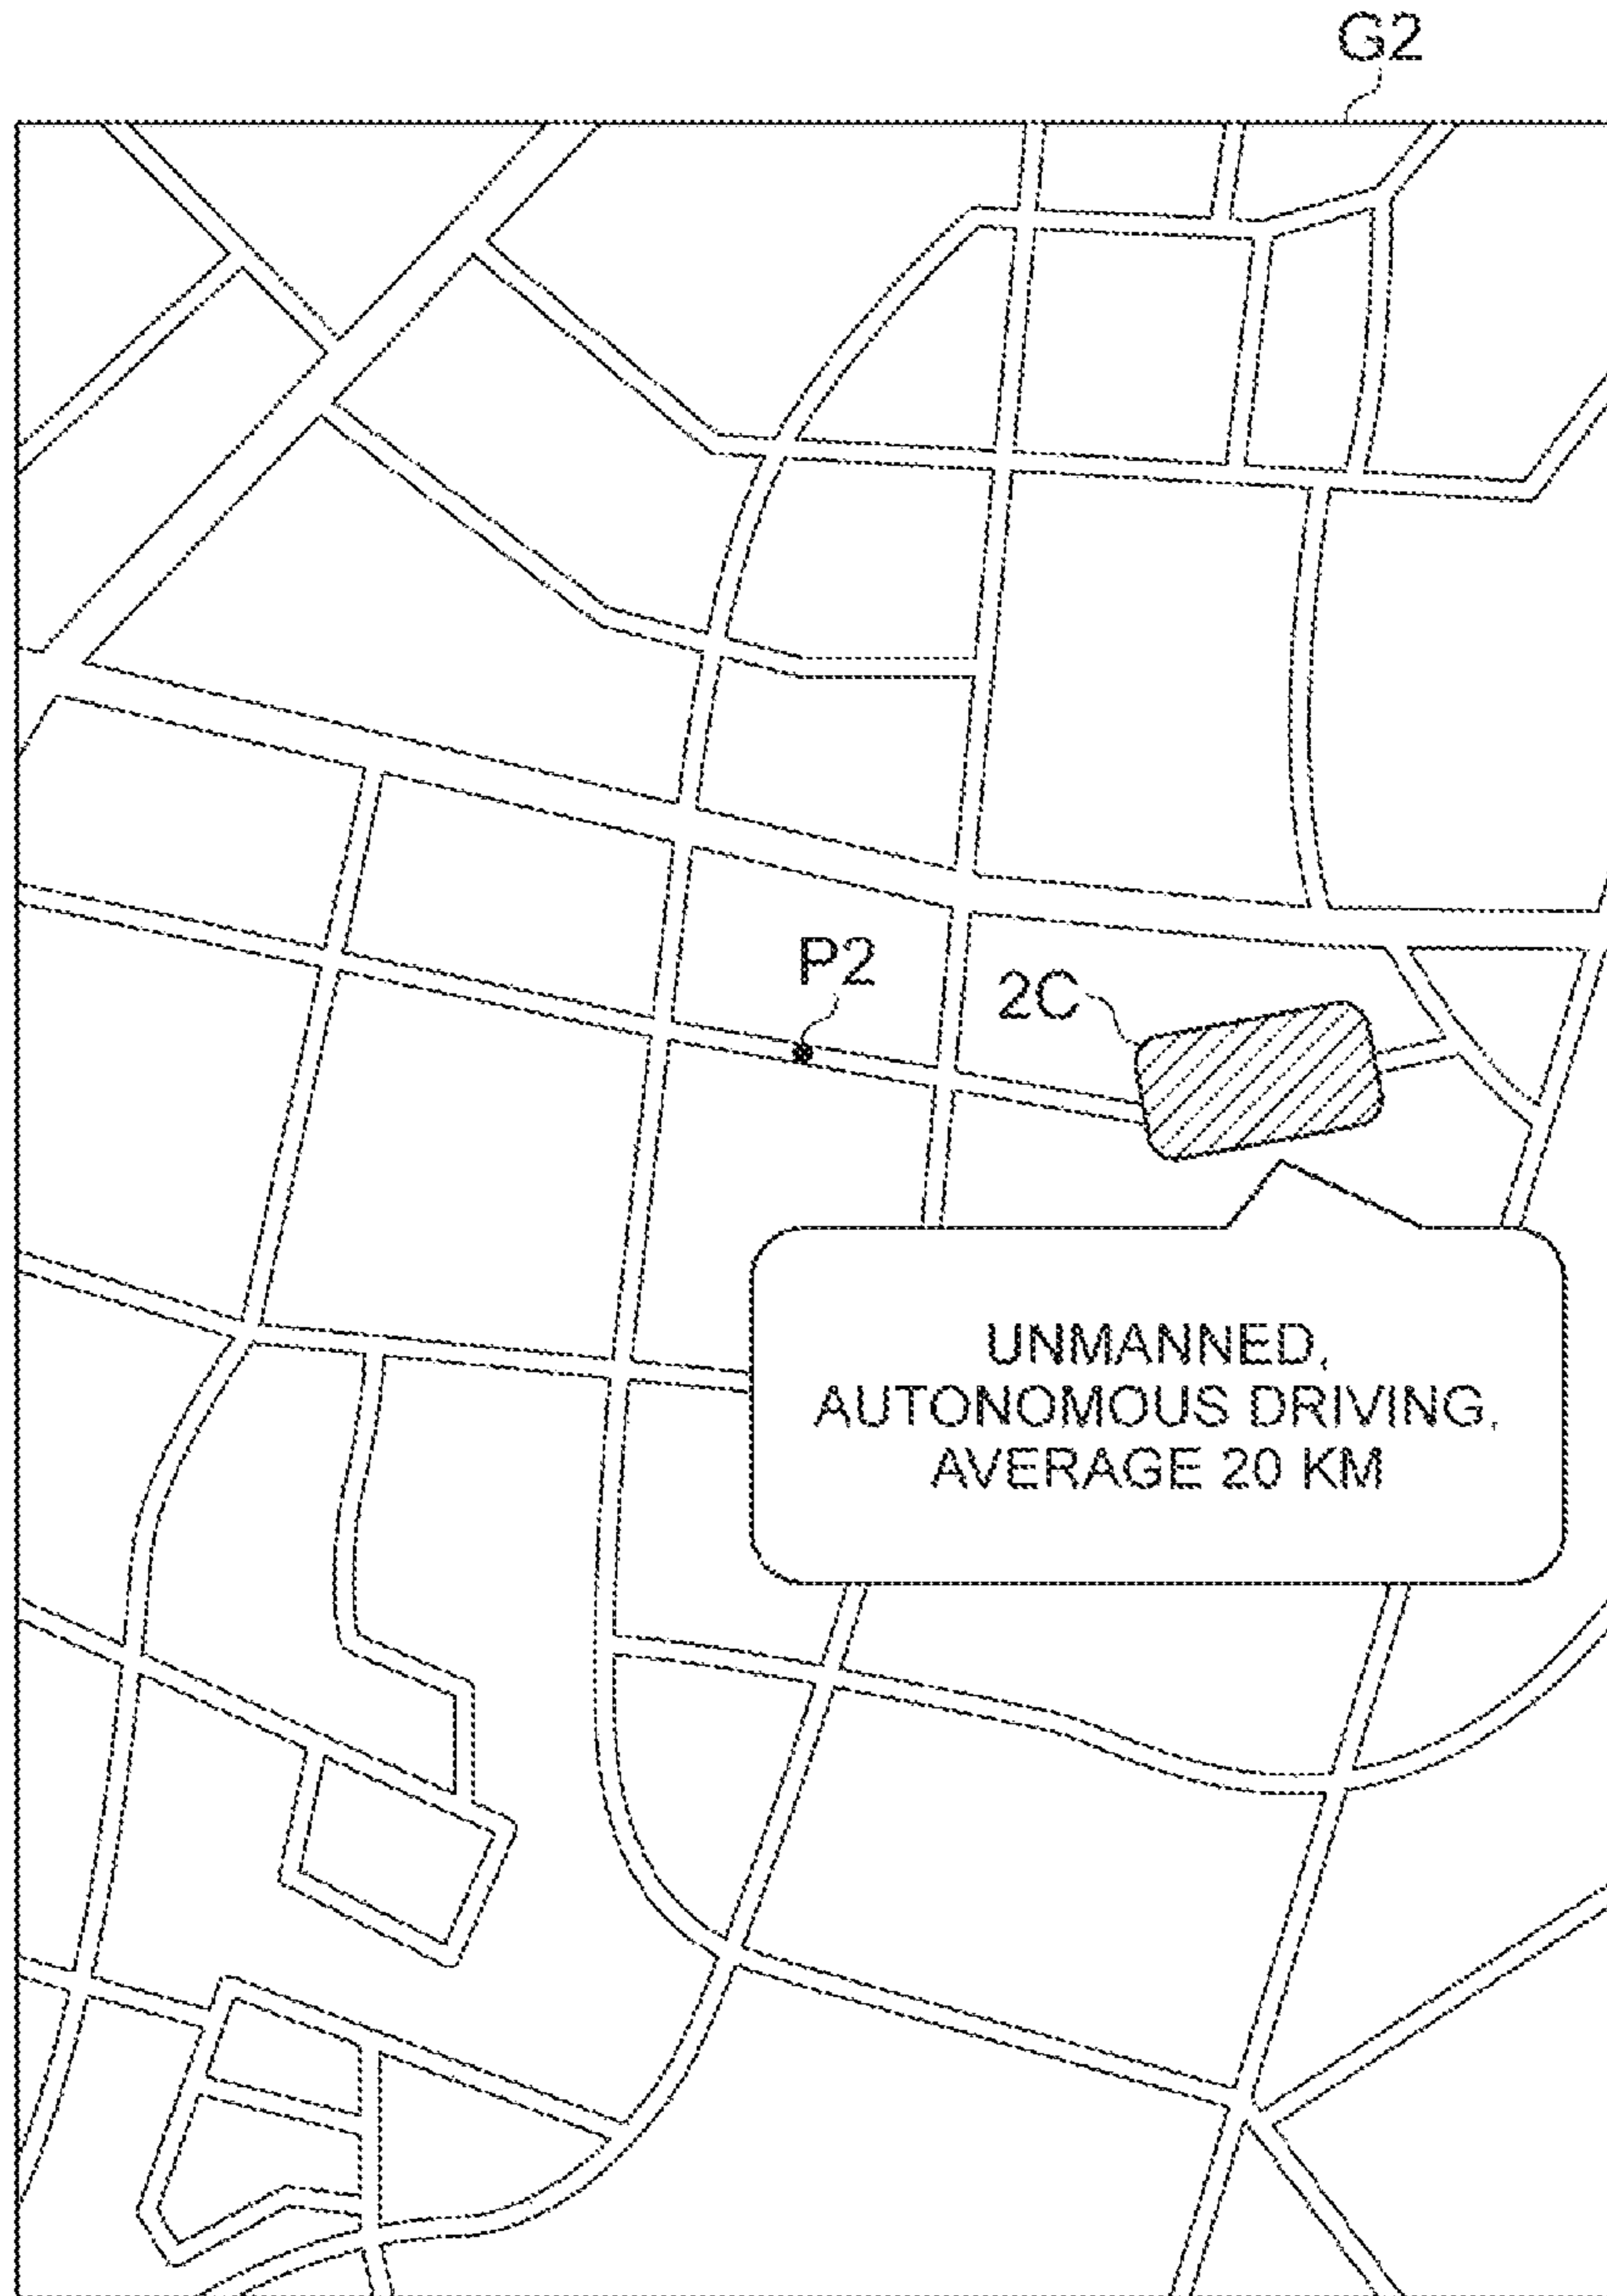 G2
P2
2C
UNMANNED,
AUTONOMOUS DRIVING,
AVERAGE 20 KM